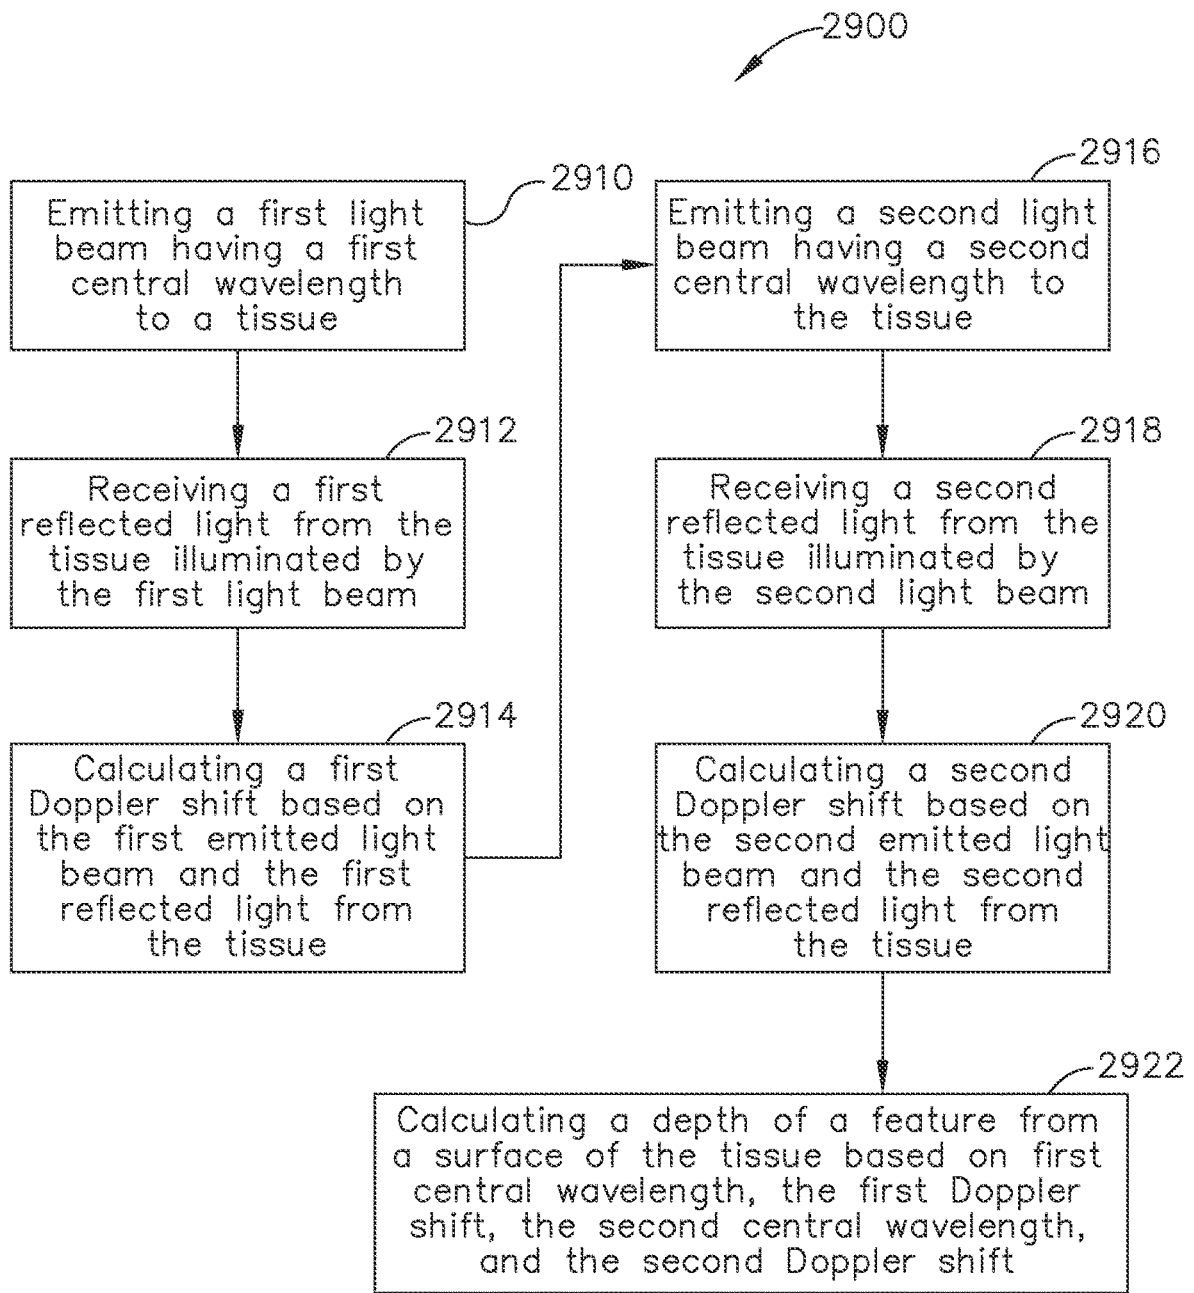 2900
2910
Emitting a first light
beam having a first
central wavelength
to a tissue
2912
Receiving a first
reflected light from the
tissue illuminated by
the first light beam
2914
Calculating a first
Doppler shift based on
the first emitted light
beam and the first
reflected light from
the tissue
2916
Emitting a second light
beam having a second
central wavelength to
the tissue
2918
Receiving a second
reflected light from the
tissue illuminated by
the second light beam
2920
Calculating a second
Doppler shift based on
the second emitted light
beam and the second
reflected light from
the tissue
2922
Calculating a depth of a feature from
a surface of the tissue based on first
central wavelength, the first Doppler
shift, the second central wavelength,
and the second Doppler shift